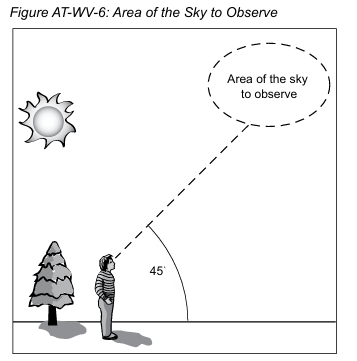 Figure AT-WV-6: Area of the Sky to Observe
Area of the sky
to observe
45°